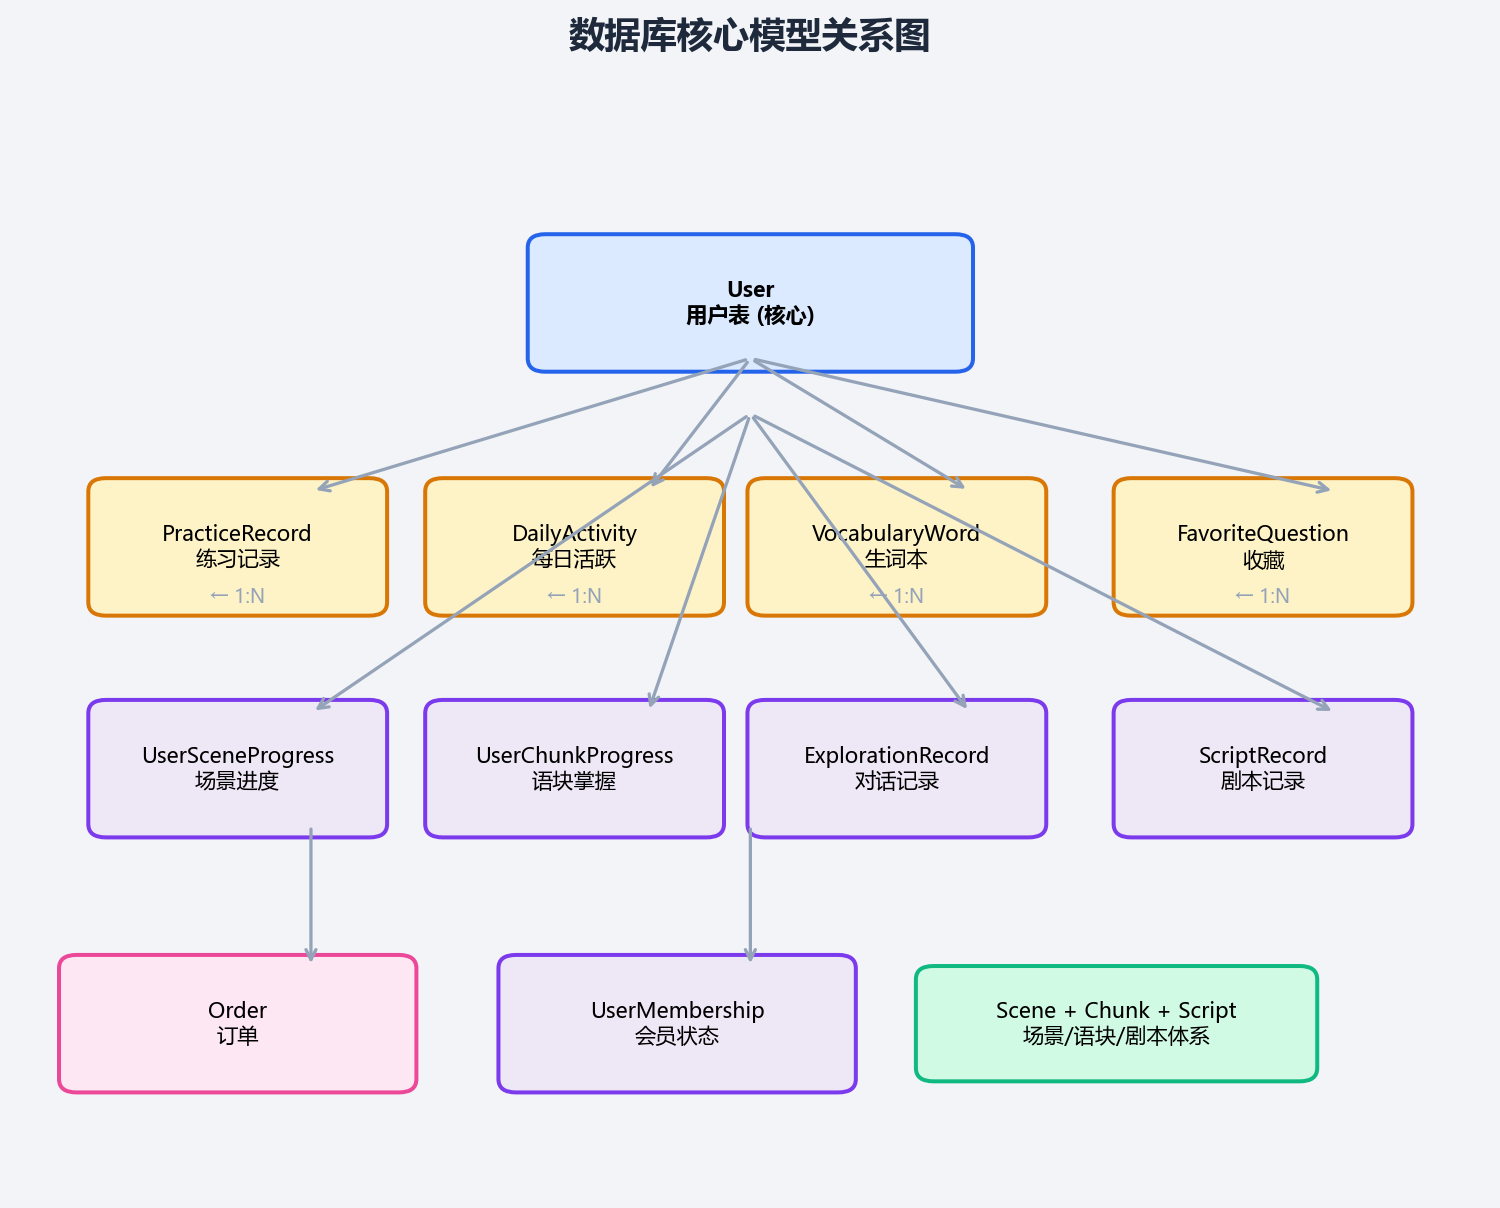 数据库核心模型关系图
User
用户表 (核心)
PracticeRecord
练习记录
← 1:N
DailyActivity
每日活跃
← 1:N
VocabularyWord
生词本
← 1:N
FavoriteQuestion
收藏
← 1:N
UserSceneProgress
场景进度
UserChunkProgress
语块掌握
ExplorationRecord
对话记录
ScriptRecord
剧本记录
Order
订单
UserMembership
会员状态
Scene + Chunk + Script
场景/语块/剧本体系